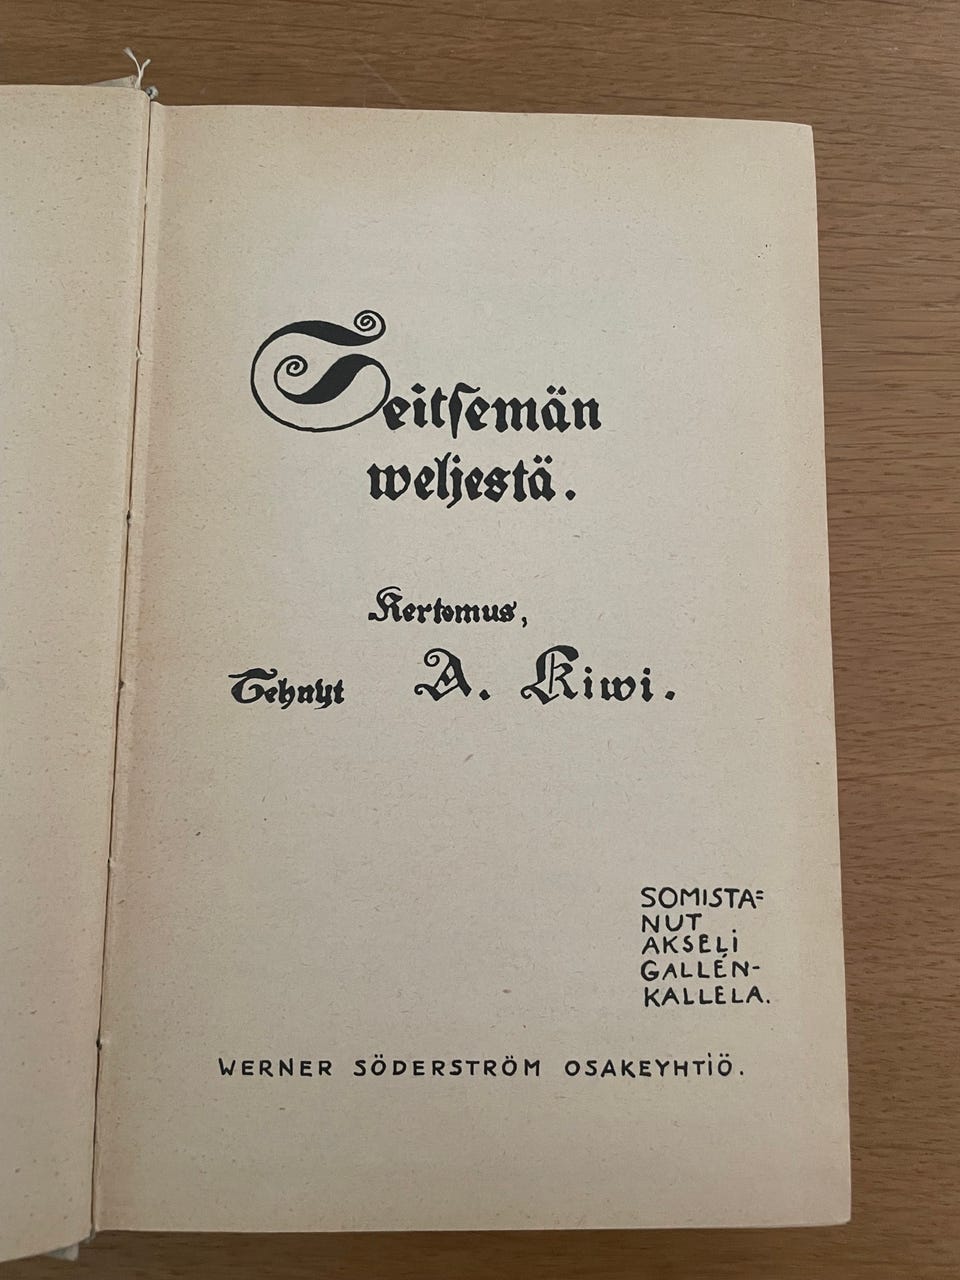 Seitſemän
weljestä.
Kertomus,
Tehnyt A. Kiwi.
SOMISTA=
NUT
AKSELI
GALLÉN-
KALLELA.
WERNER SÖDERSTRÖM OSAKEYHTIÖ.